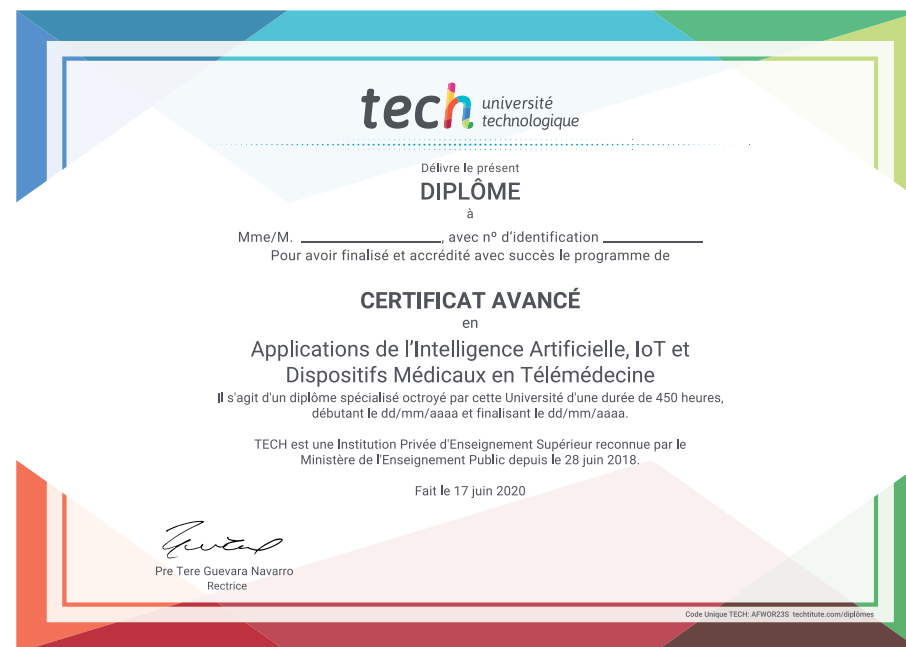 tech université
technologique
Délivre le présent
DIPLÔME
à
Mme/M. ____________________, avec nº d'identification ______________
Pour avoir finalisé et accrédité avec succès le programme de
CERTIFICAT AVANCÉ
en
Applications de l'Intelligence Artificielle, IoT et
Dispositifs Médicaux en Télémédecine
Il s'agit d'un diplôme spécialisé octroyé par cette Université d'une durée de 450 heures,
débutant le dd/mm/aaaa et finalisant le dd/mm/aaaa.
TECH est une Institution Privée d'Enseignement Supérieur reconnue par le
Ministère de l'Enseignement Public depuis le 28 juin 2018.
Fait le 17 juin 2020
Pre Tere Guevara Navarro
Rectrice
Code Unique TECH: AFWOR23S techtitute.com/diplômes